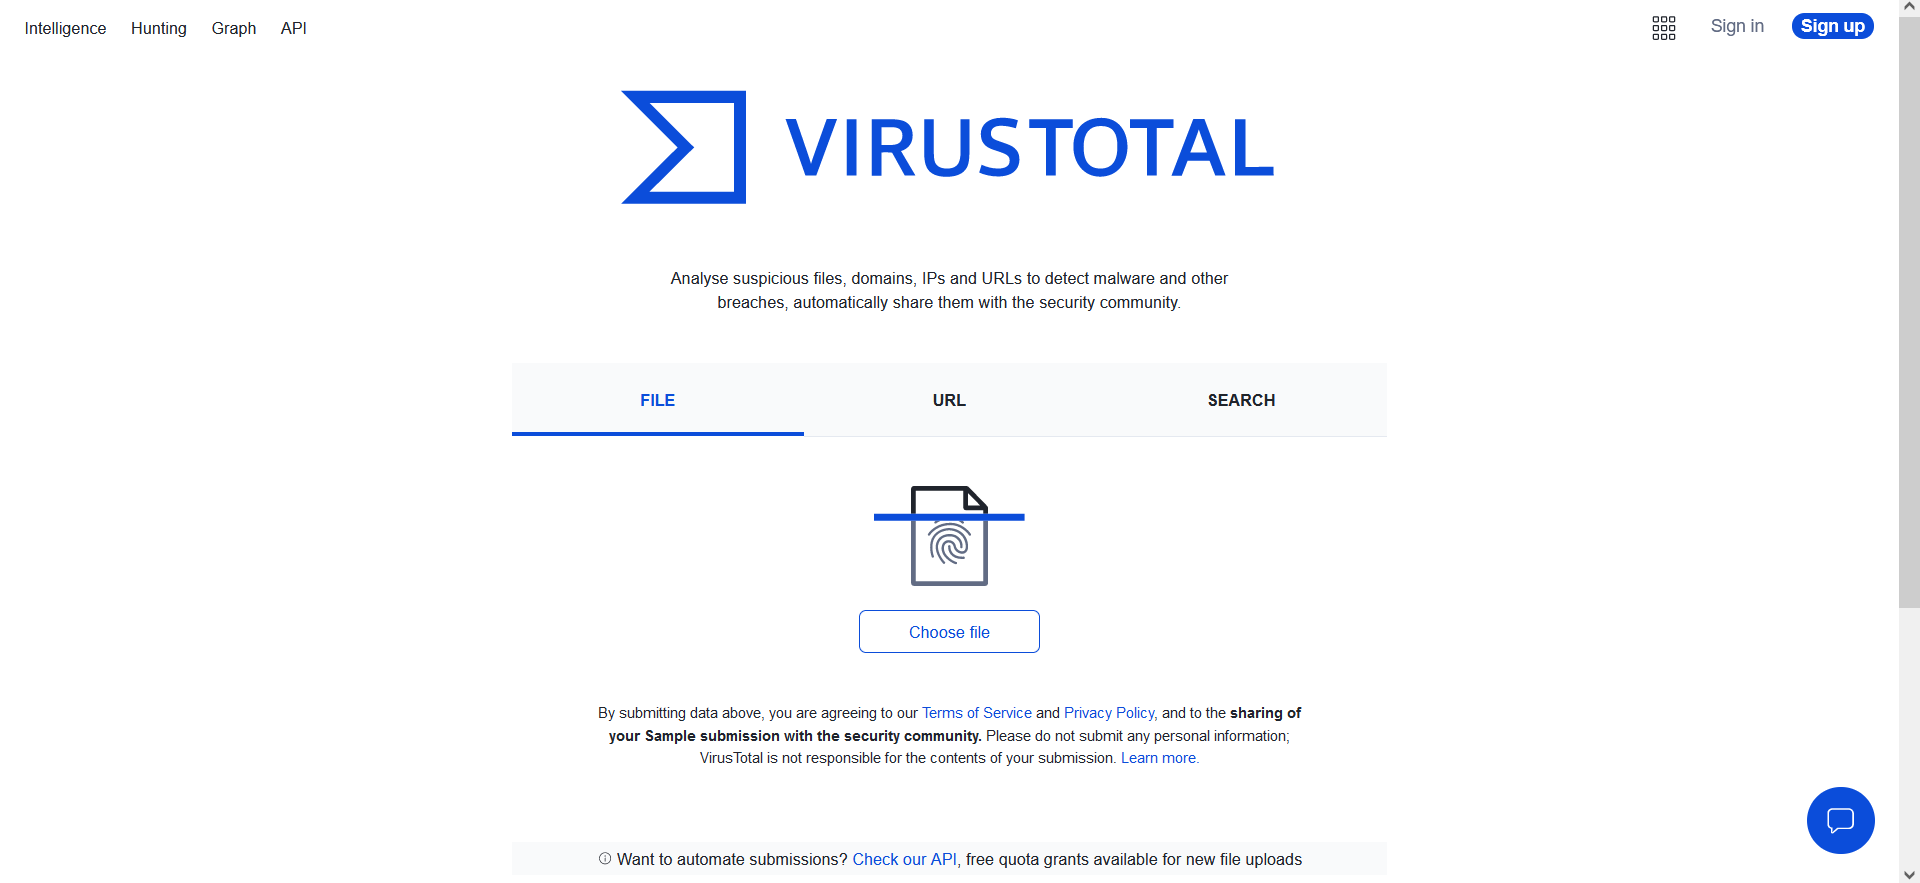 Intelligence Hunting Graph API Sign in Sign up
VIRUSTOTAL
Analyse suspicious files, domains, IPs and URLs to detect malware and other
breaches, automatically share them with the security community.
FILE URL SEARCH
Choose file
By submitting data above, you are agreeing to our Terms of Service and Privacy Policy, and to the sharing of
your Sample submission with the security community. Please do not submit any personal information;
VirusTotal is not responsible for the contents of your submission. Learn more.
Want to automate submissions? Check our API, free quota grants available for new file uploads